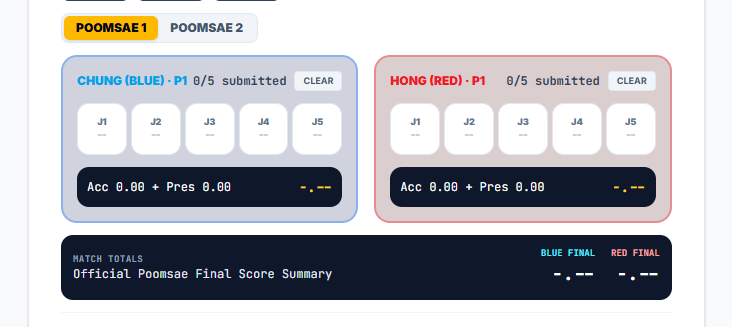 POOMSAE 1 POOMSAE 2
CHUNG (BLUE) · P1 0/5 submitted CLEAR
J1 J2 J3 J4 J5
-- -- -- -- --
Acc 0.00 + Pres 0.00 -.--
HONG (RED) · P1 0/5 submitted CLEAR
J1 J2 J3 J4 J5
-- -- -- -- --
Acc 0.00 + Pres 0.00 -.--
MATCH TOTALS
Official Poomsae Final Score Summary
BLUE FINAL RED FINAL
-.-- -.--